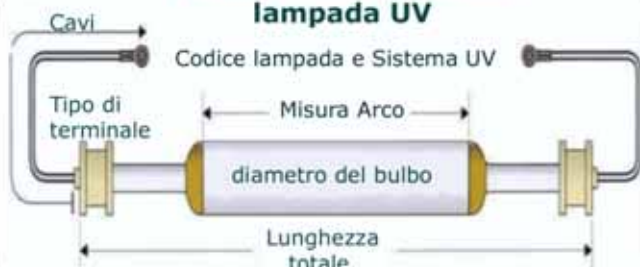 lampada UV
Cavi
Codice lampada e Sistema UV
Tipo di
terminale
Misura Arco
diametro del bulbo
Lunghezza
totale